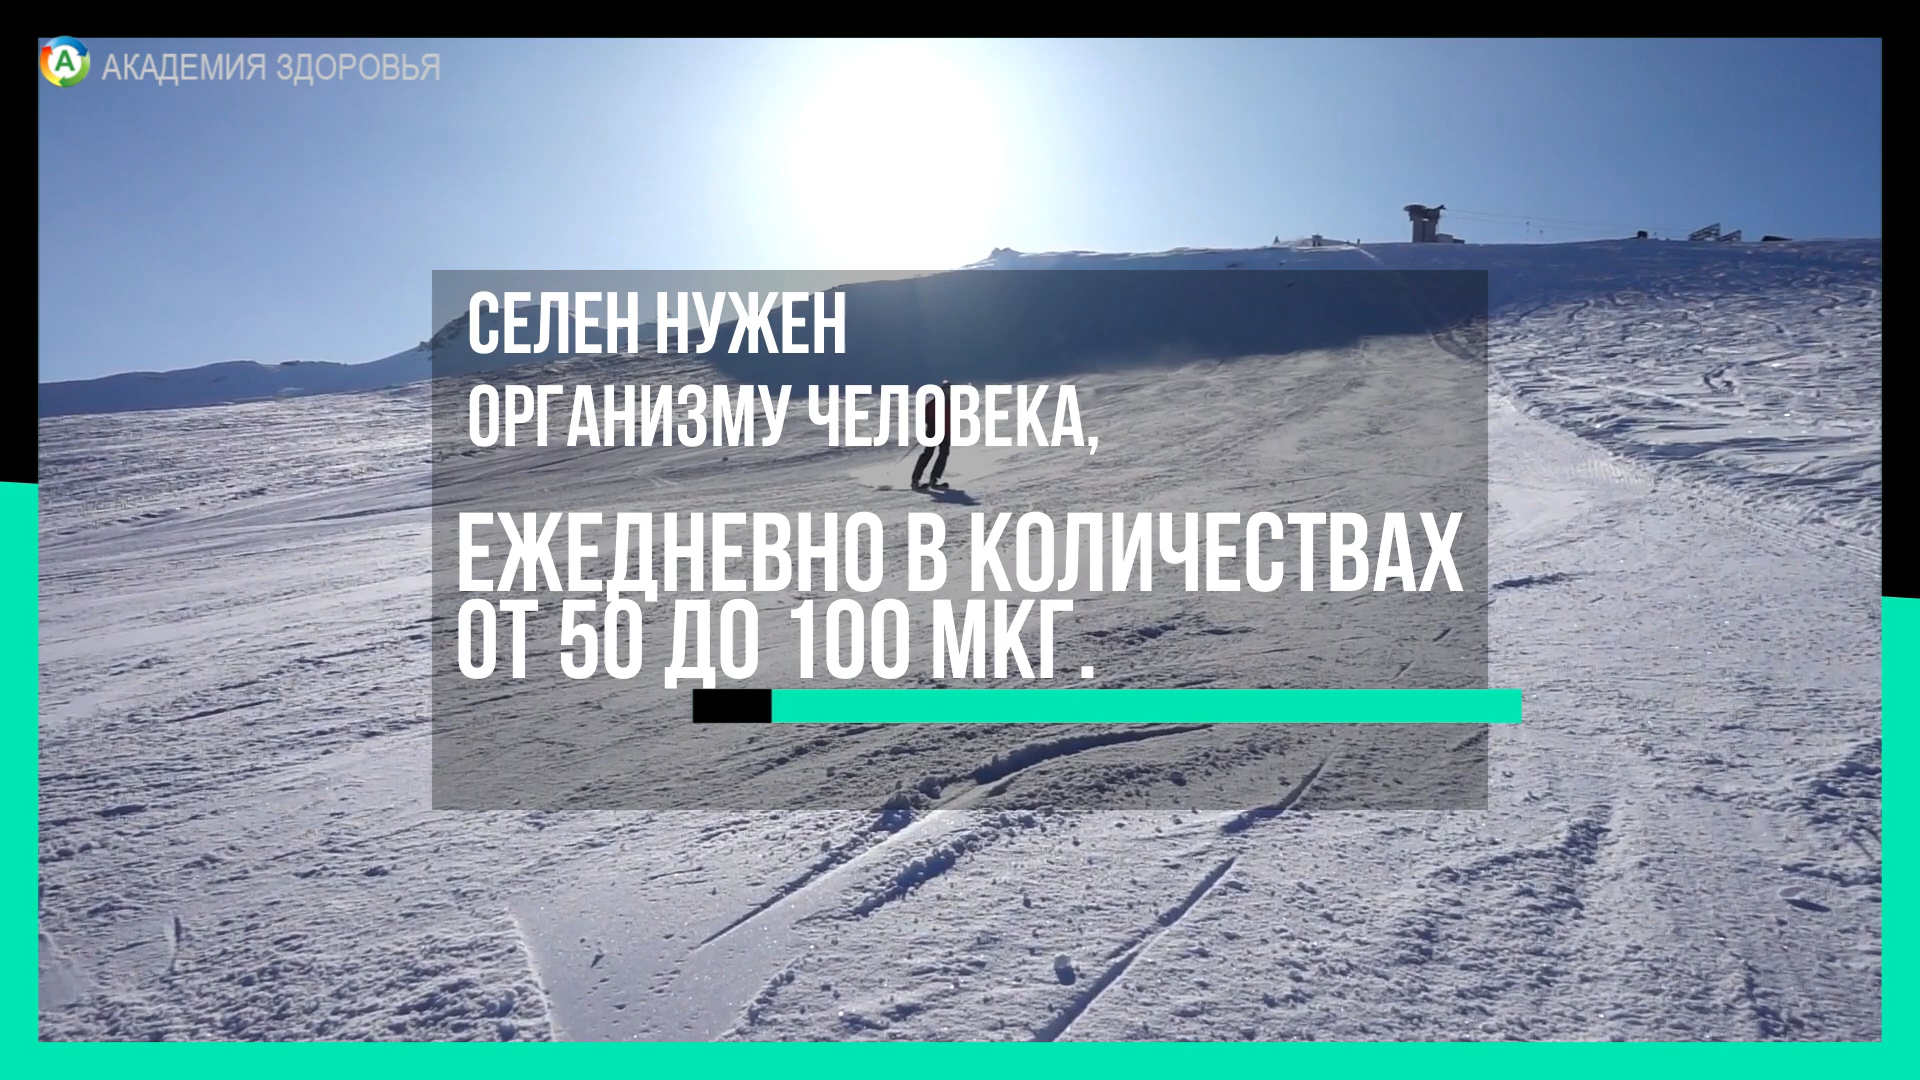 А АКАДЕМИЯ ЗДОРОВЬЯ
СЕЛЕН НУЖЕН
ОРГАНИЗМУ ЧЕЛОВЕКА,
ЕЖЕДНЕВНО В КОЛИЧЕСТВАХ
ОТ 50 ДО 100 МКГ.